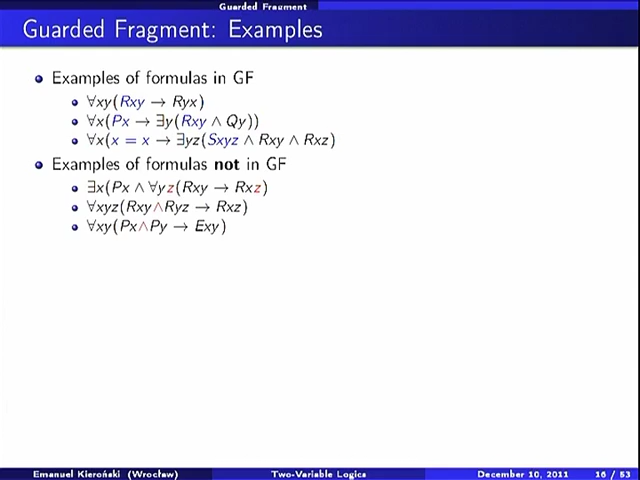 Guarded Fragment
Guarded Fragment: Examples
Examples of formulas in GF
∀xy(Rxy → Ryx)
∀x(Px → ∃y(Rxy ∧ Qy))
∀x(x = x → ∃yz(Sxyz ∧ Rxy ∧ Rxz)
Examples of formulas not in GF
∃x(Px ∧ ∀yz(Rxy → Rxz)
∀xyz(Rxy∧Ryz → Rxz)
∀xy(Px∧Py → Exy)
Emanuel Kieroński (Wrocław) Two-Variable Logics December 10, 2011 16 / 53